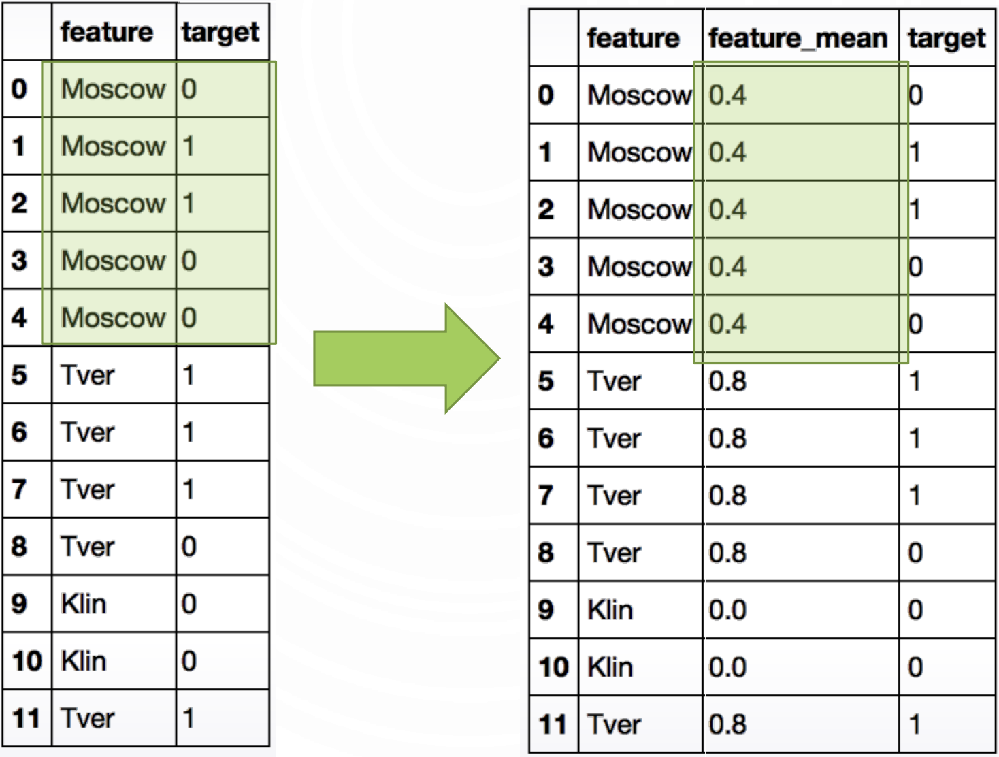 feature target
0 Moscow 0
1 Moscow 1
2 Moscow 1
3 Moscow 0
4 Moscow 0
5 Tver 1
6 Tver 1
7 Tver 1
8 Tver 0
9 Klin 0
10 Klin 0
11 Tver 1
feature feature_mean target
0 Moscow 0.4 0
1 Moscow 0.4 1
2 Moscow 0.4 1
3 Moscow 0.4 0
4 Moscow 0.4 0
5 Tver 0.8 1
6 Tver 0.8 1
7 Tver 0.8 1
8 Tver 0.8 0
9 Klin 0.0 0
10 Klin 0.0 0
11 Tver 0.8 1